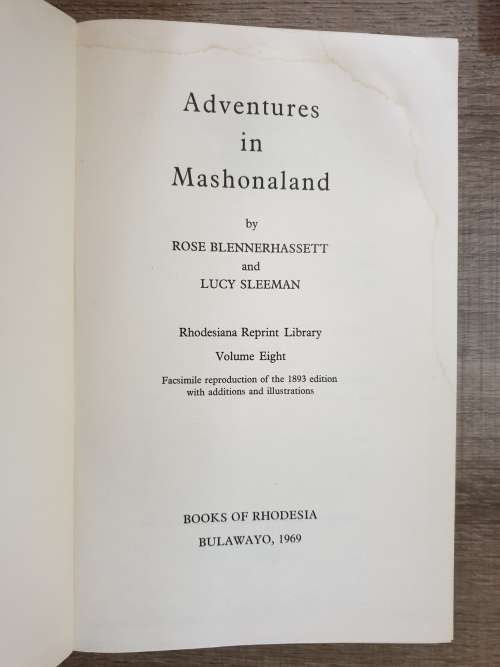 Adventures
in
Mashonaland
by
ROSE BLENNERHASSETT
and
LUCY SLEEMAN
Rhodesiana Reprint Library
Volume Eight
Facsimile reproduction of the 1893 edition
with additions and illustrations
BOOKS OF RHODESIA
BULAWAYO, 1969